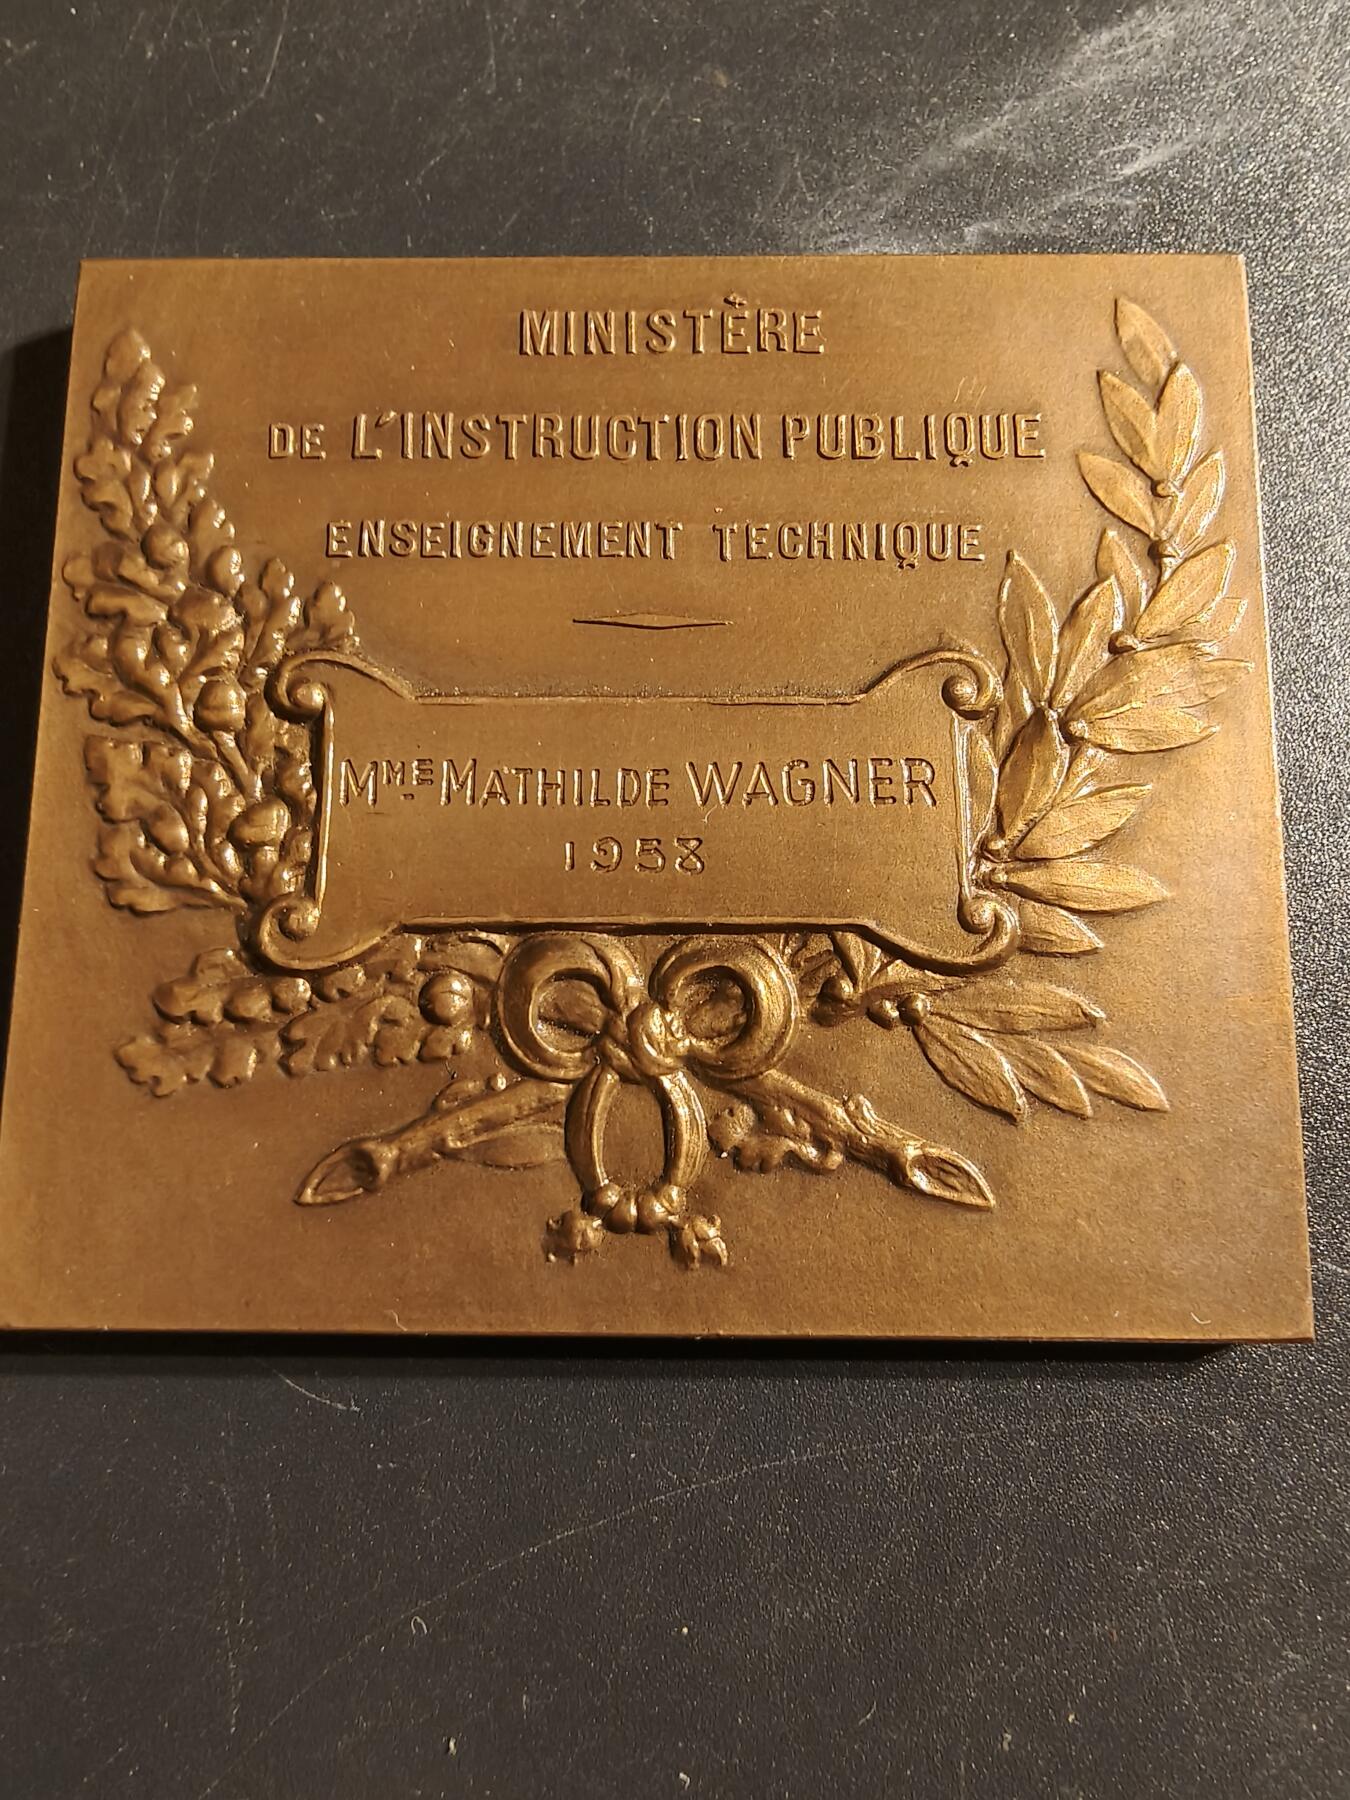 MINISTÈRE
DE L'INSTRUCTION PUBLIQUE
ENSEIGNEMENT TECHNIQUE
MME MATHILDE WAGNER
1958